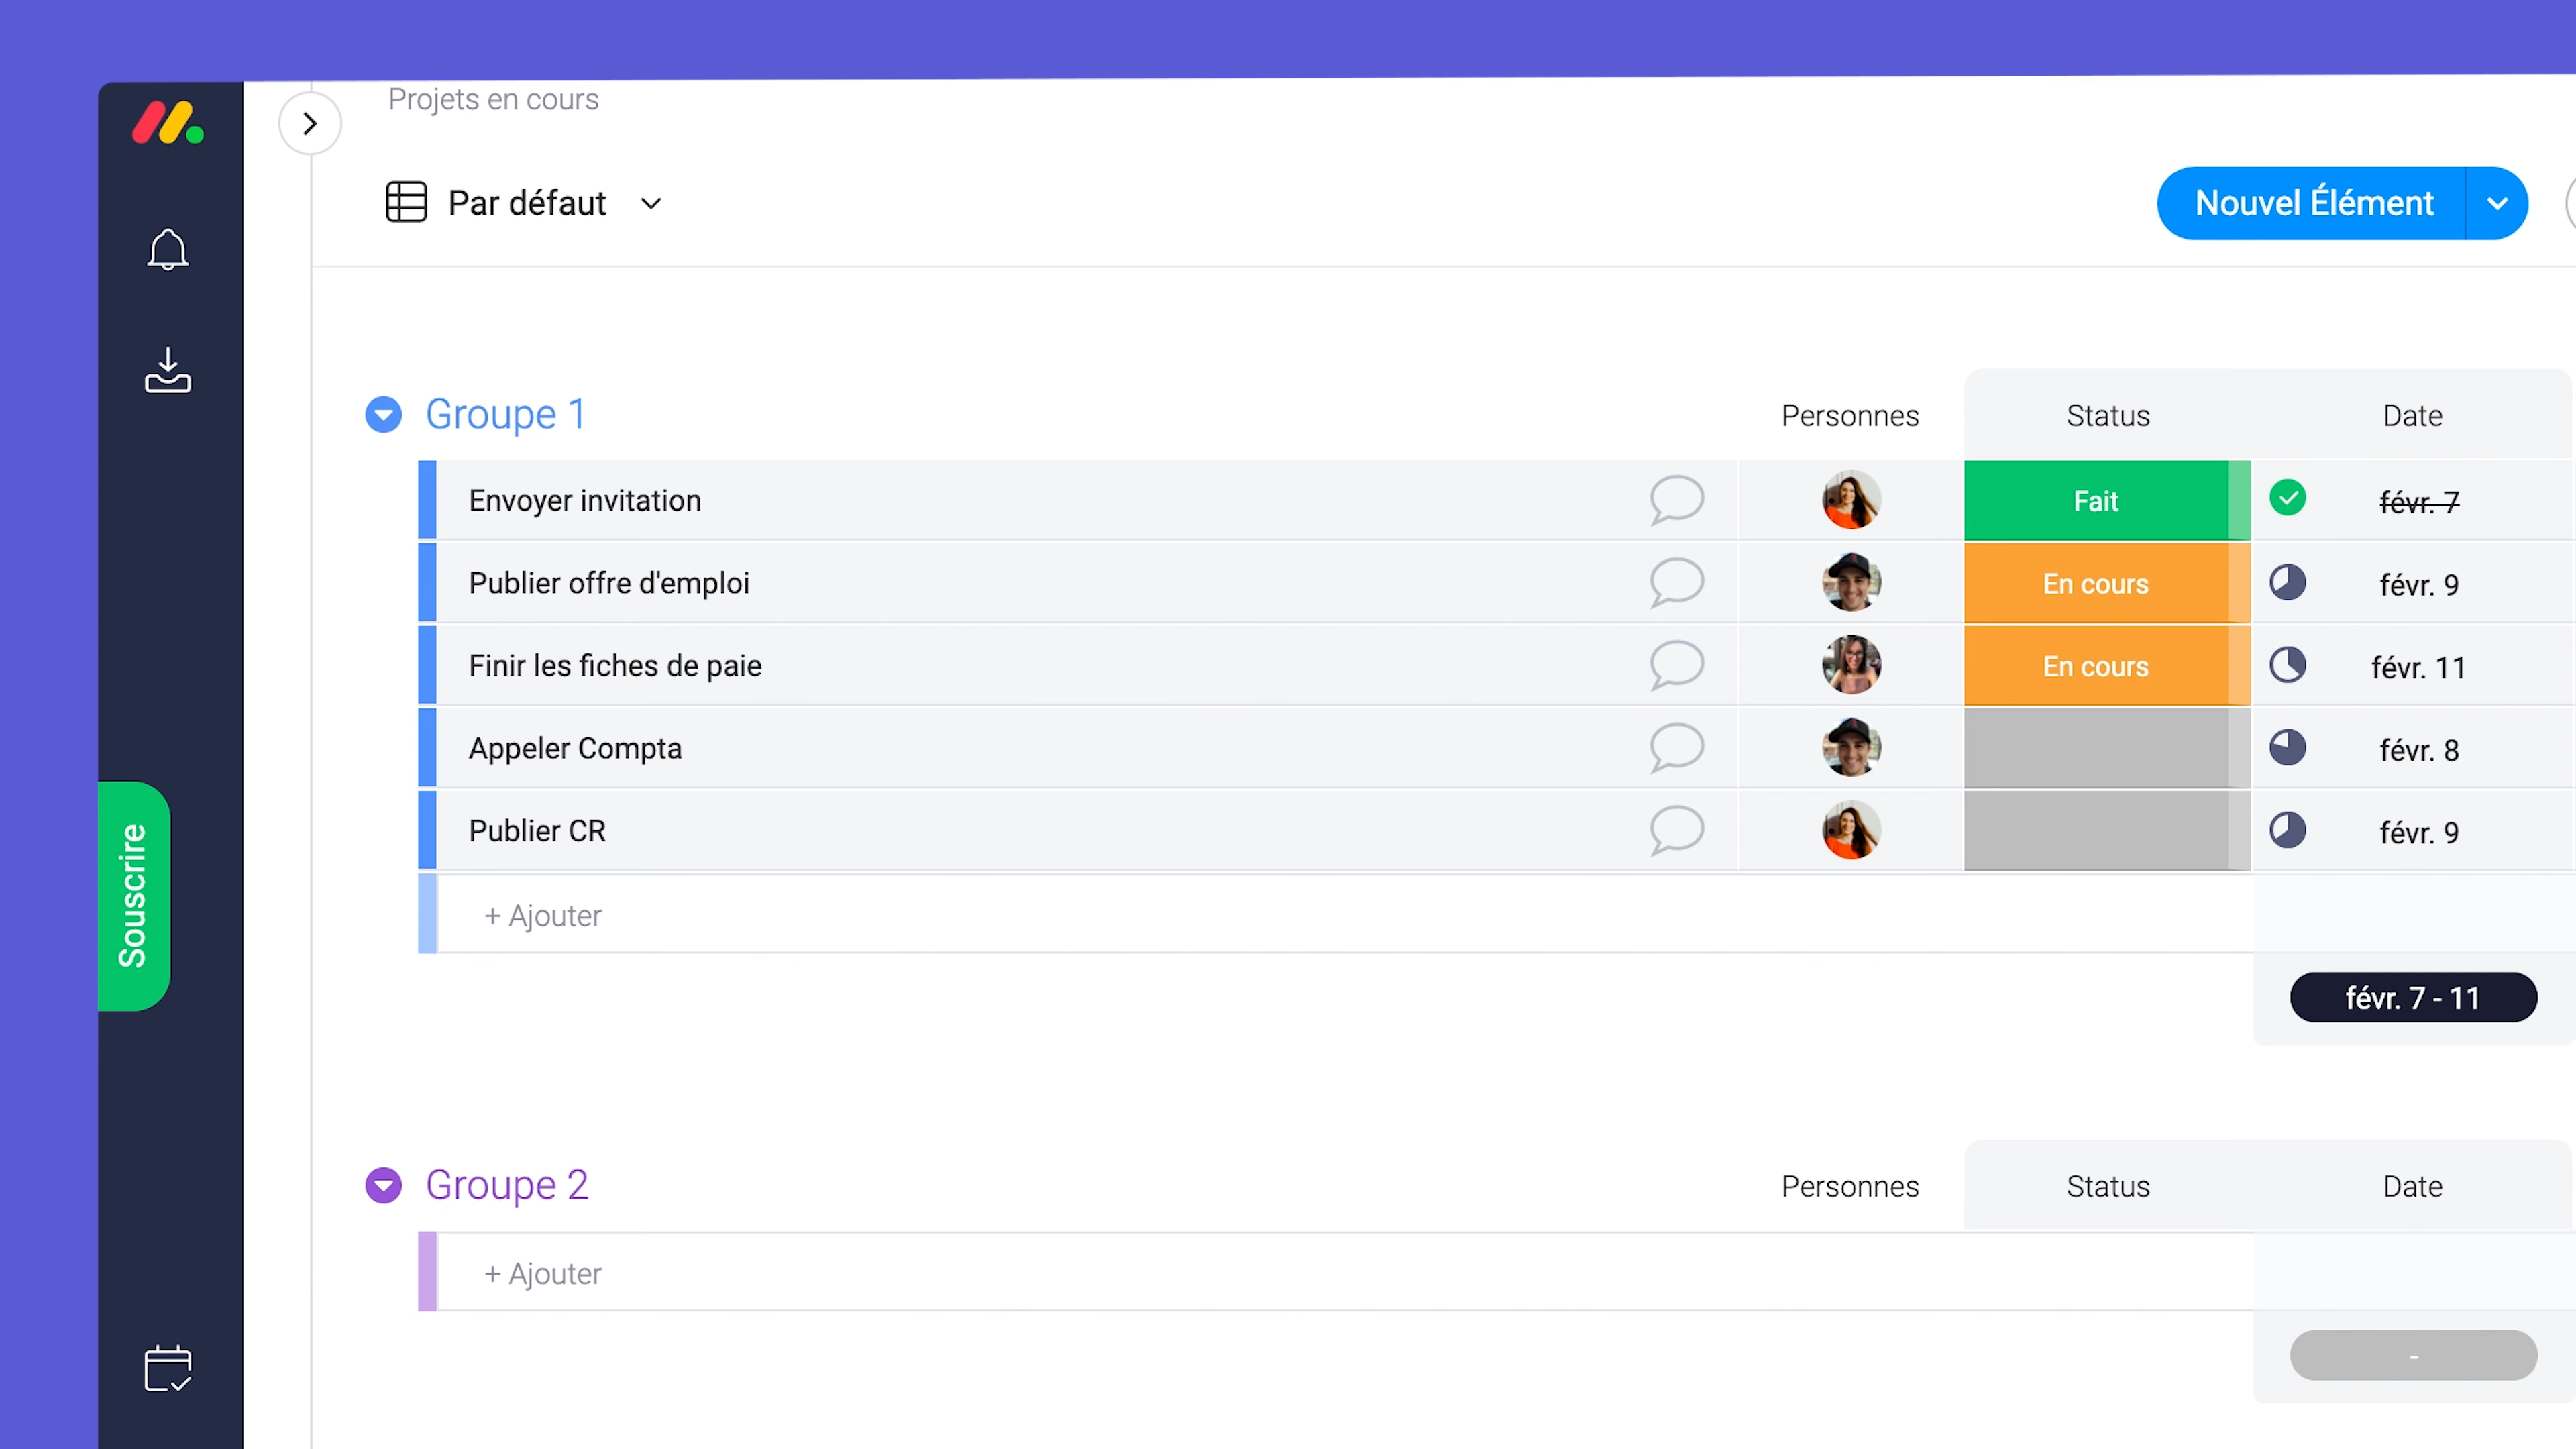 Projets en cours
Par défaut
Nouvel Élément
Groupe 1 Personnes Status Date
Envoyer invitation Fait févr. 7
Publier offre d'emploi En cours févr. 9
Finir les fiches de paie En cours févr. 11
Appeler Compta févr. 8
Publier CR févr. 9
+ Ajouter
févr. 7 - 11
Souscrire
Groupe 2 Personnes Status Date
+ Ajouter
-